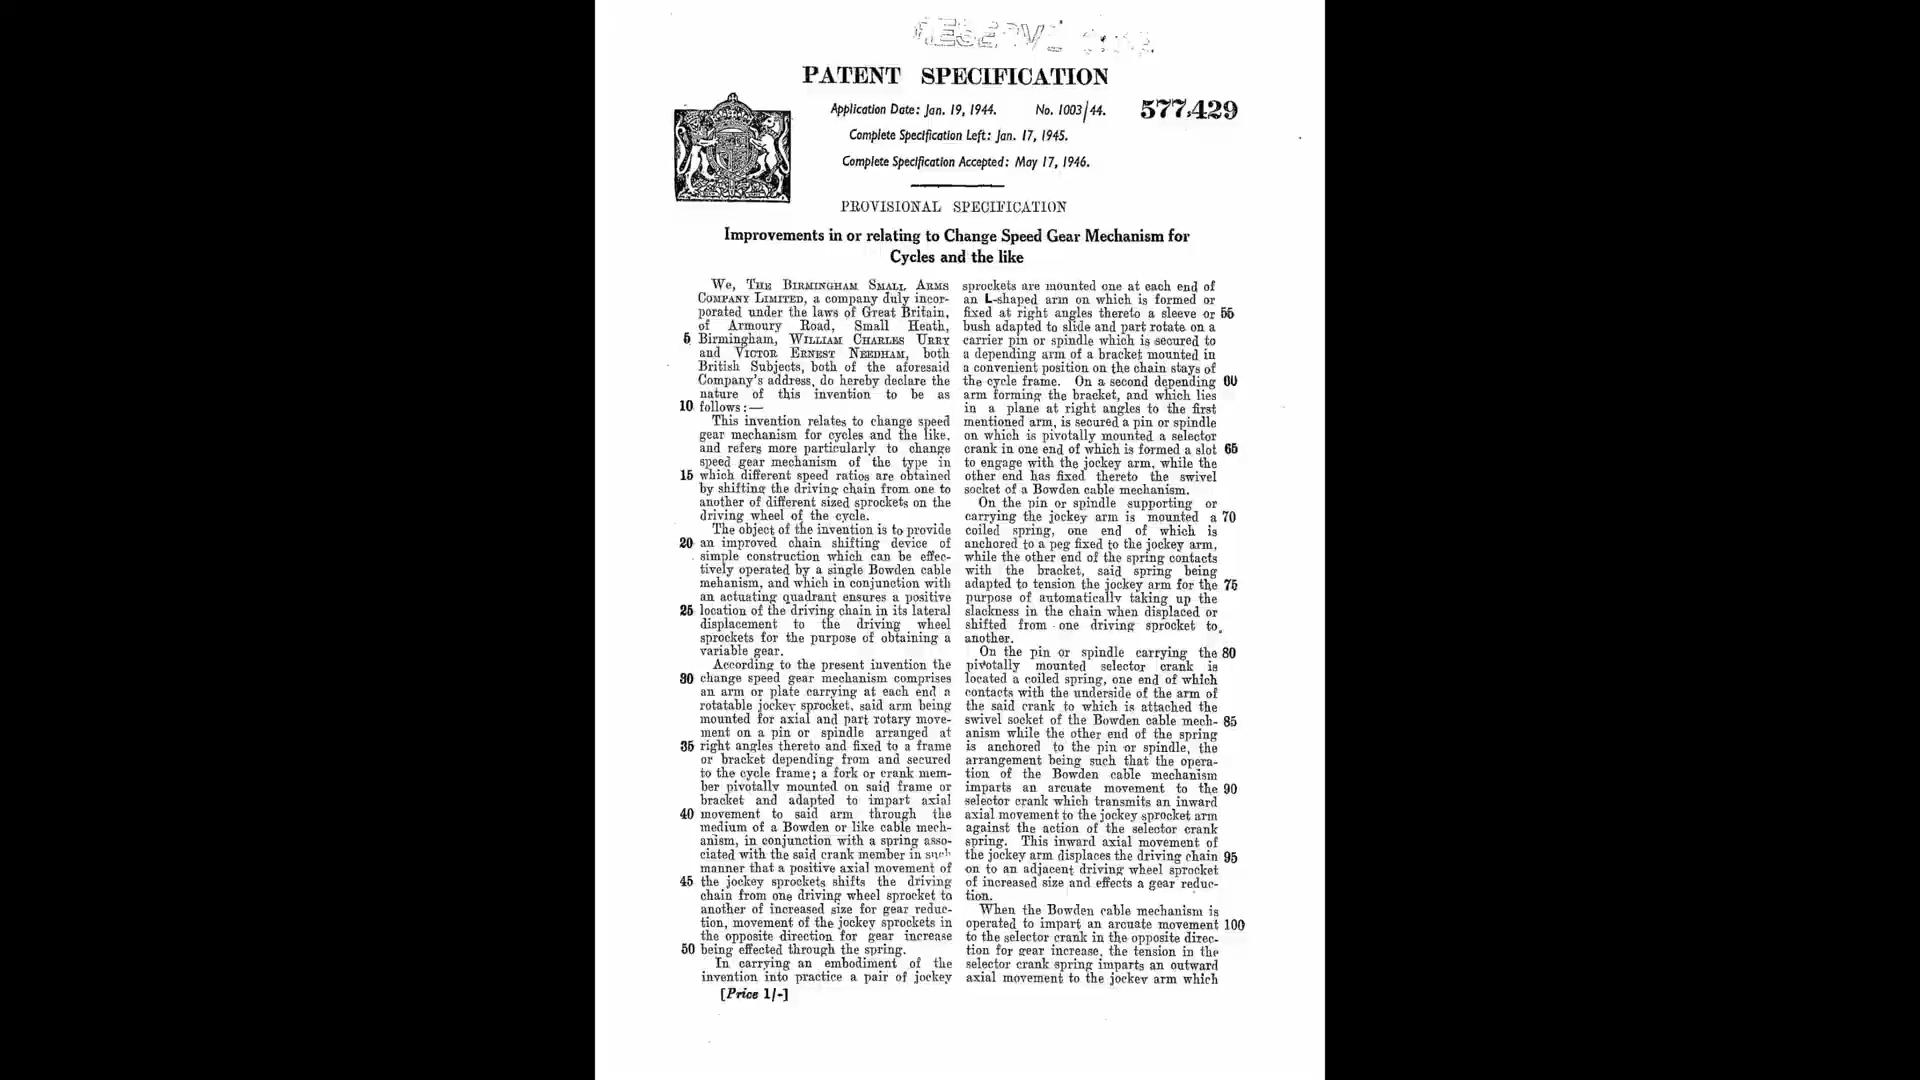 PATENT SPECIFICATION
577,429
Application Date: Jan. 19, 1944. No. 1003/44.
Complete Specification Left: Jan. 17, 1945.
Complete Specification Accepted: May 17, 1946.
PROVISIONAL SPECIFICATION
Improvements in or relating to Change Speed Gear Mechanism for
Cycles and the like
We, THE BIRMINGHAM SMALL ARMS
COMPANY LIMITED, a company duly incor-
porated under the laws of Great Britain,
of Armoury Road, Small Heath,
5 Birmingham, WILLIAM CHARLES URRY
and VICTOR ERNEST NEEDHAM, both
British Subjects, both of the aforesaid
Company's address, do hereby declare the
nature of this invention to be as
10 follows:—
This invention relates to change speed
gear mechanism for cycles and the like,
and refers more particularly to change
speed gear mechanism of the type in
15 which different speed ratios are obtained
by shifting the driving chain from one to
another of different sized sprockets on the
driving wheel of the cycle.
The object of the invention is to provide
20 an improved chain shifting device of
simple construction which can be effec-
tively operated by a single Bowden cable
mehanism, and which in conjunction with
an actuating quadrant ensures a positive
25 location of the driving chain in its lateral
displacement to the driving wheel
sprockets for the purpose of obtaining a
variable gear.
According to the present invention the
30 change speed gear mechanism comprises
an arm or plate carrying at each end a
rotatable jockey sprocket, said arm being
mounted for axial and part rotary move-
ment on a pin or spindle arranged at
35 right angles thereto and fixed to a frame
or bracket depending from and secured
to the cycle frame; a fork or crank mem-
ber pivotally mounted on said frame or
bracket and adapted to impart axial
40 movement to said arm through the
medium of a Bowden or like cable mech-
anism, in conjunction with a spring asso-
ciated with the said crank member in such
manner that a positive axial movement of
45 the jockey sprockets shifts the driving
chain from one driving wheel sprocket to
another of increased size for gear reduc-
tion, movement of the jockey sprockets in
the opposite direction for gear increase
50 being effected through the spring.
In carrying an embodiment of the
invention into practice a pair of jockey
[Price 1/-]
sprockets are mounted one at each end of
an L-shaped arm on which is formed or
fixed at right angles thereto a sleeve or 55
bush adapted to slide and part rotate on a
carrier pin or spindle which is secured to
a depending arm of a bracket mounted in
a convenient position on the chain stays of
the cycle frame. On a second depending 60
arm forming the bracket, and which lies
in a plane at right angles to the first
mentioned arm, is secured a pin or spindle
on which is pivotally mounted a selector
crank in one end of which is formed a slot 65
to engage with the jockey arm, while the
other end has fixed thereto the swivel
socket of a Bowden cable mechanism.
On the pin or spindle supporting or
carrying the jockey arm is mounted a 70
coiled spring, one end of which is
anchored to a peg fixed to the jockey arm,
while the other end of the spring contacts
with the bracket, said spring being
adapted to tension the jockey arm for the 75
purpose of automatically taking up the
slackness in the chain when displaced or
shifted from one driving sprocket to
another.
On the pin or spindle carrying the 80
pivotally mounted selector crank is
located a coiled spring, one end of which
contacts with the underside of the arm of
the said crank to which is attached the
swivel socket of the Bowden cable mech- 85
anism while the other end of the spring
is anchored to the pin or spindle, the
arrangement being such that the opera-
tion of the Bowden cable mechanism
imparts an arcuate movement to the 90
selector crank which transmits an inward
axial movement to the jockey sprocket arm
against the action of the selector crank
spring. This inward axial movement of
the jockey arm displaces the driving chain 95
on to an adjacent driving wheel sprocket
of increased size and effects a gear reduc-
tion.
When the Bowden cable mechanism is
operated to impart an arcuate movement 100
to the selector crank in the opposite direc-
tion for gear increase, the tension in the
selector crank spring imparts an outward
axial movement to the jockey arm which